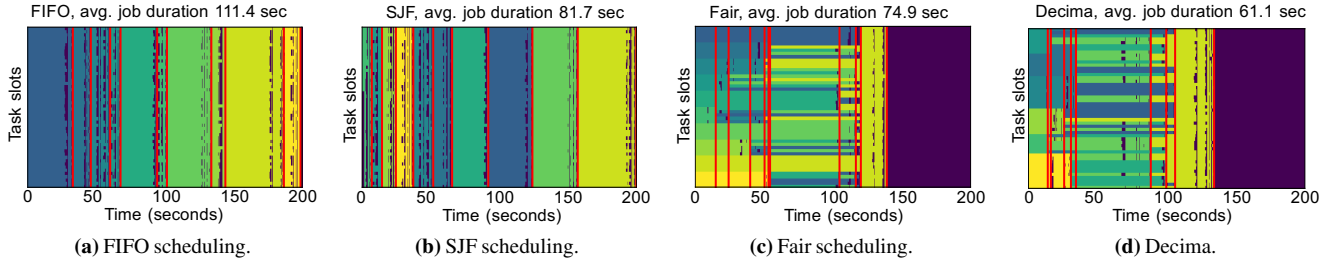 FIFO, avg. job duration 111.4 sec
Task slots
0 50 100 150 200
Time (seconds)
(a) FIFO scheduling.
SJF, avg. job duration 81.7 sec
Task slots
0 50 100 150 200
Time (seconds)
(b) SJF scheduling.
Fair, avg. job duration 74.9 sec
Task slots
0 50 100 150 200
Time (seconds)
(c) Fair scheduling.
Decima, avg. job duration 61.1 sec
Task slots
0 50 100 150 200
Time (seconds)
(d) Decima.